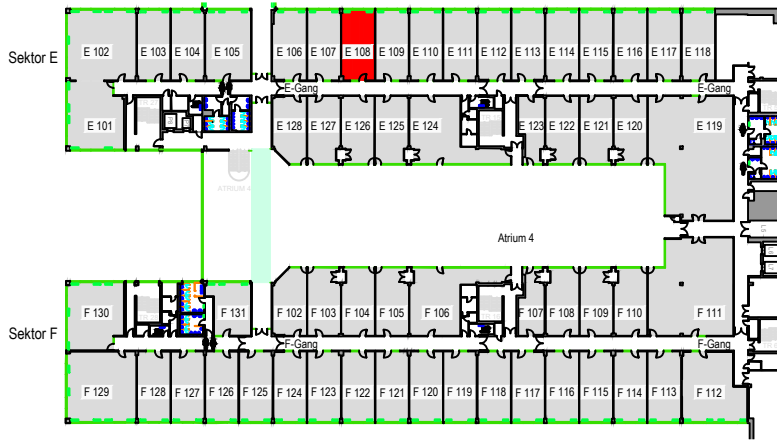 E 102
E 103
E 104
E 105
E 106
E 107
E 108
E 109
E 110
E 111
E 112
E 113
E 114
E 115
E 116
E 117
E 118
Sektor E
E-Gang
E-Gang
E 101
E 128
E 127
E 126
E 125
E 124
E 123
E 122
E 121
E 120
E 119
ATRIUM 4
Atrium 4
F 130
F 131
F 102
F 103
F 104
F 105
F 106
F 107
F 108
F 109
F 110
F 111
Sektor F
F-Gang
F-Gang
F 129
F 128
F 127
F 126
F 125
F 124
F 123
F 122
F 121
F 120
F 119
F 118
F 117
F 116
F 115
F 114
F 113
F 112